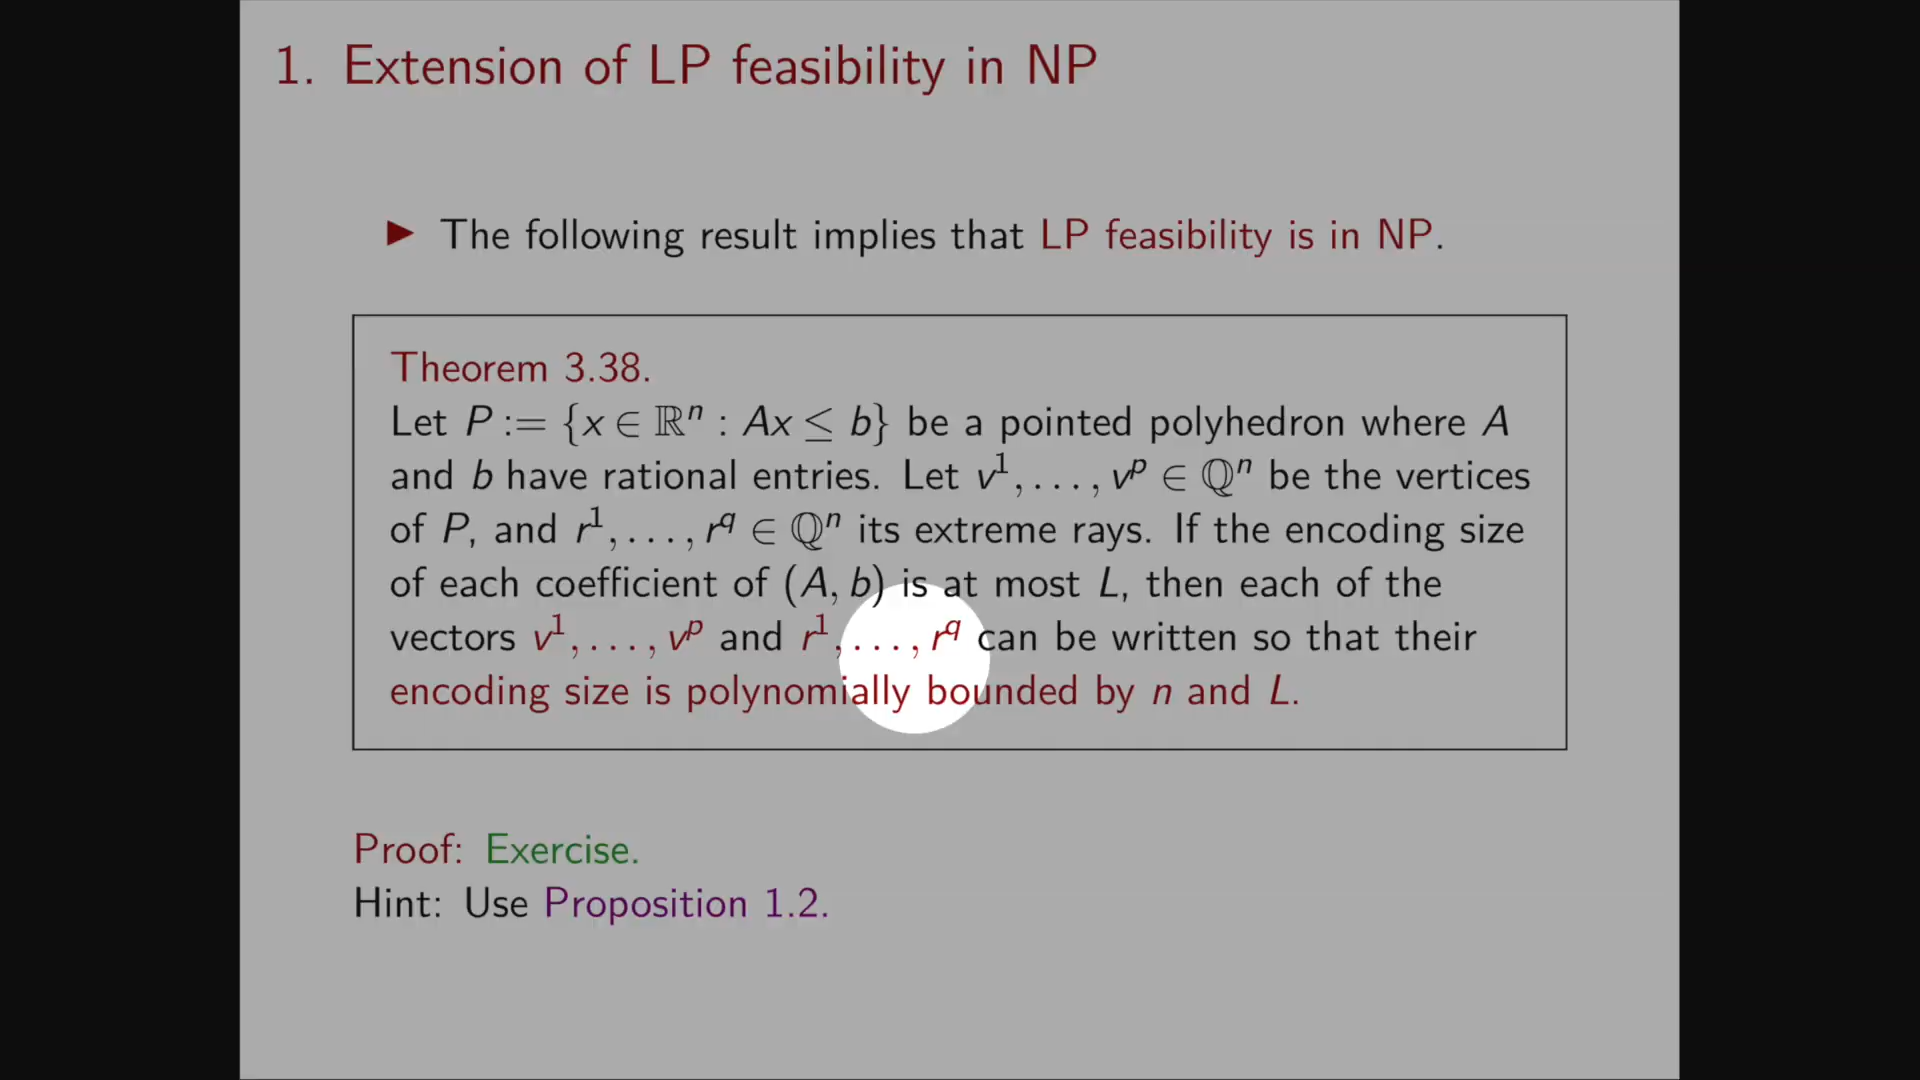 1. Extension of LP feasibility in NP
▶ The following result implies that LP feasibility is in NP.
Theorem 3.38.
Let P := {x ∈ ℝⁿ : Ax ≤ b} be a pointed polyhedron where A
and b have rational entries. Let v¹, . . . , vᵖ ∈ ℚⁿ be the vertices
of P, and r¹, . . . , r^q ∈ ℚⁿ its extreme rays. If the encoding size
of each coefficient of (A, b) is at most L, then each of the
vectors v¹, . . . , vᵖ and r¹, . . . , r^q can be written so that their
encoding size is polynomially bounded by n and L.
Proof: Exercise.
Hint: Use Proposition 1.2.